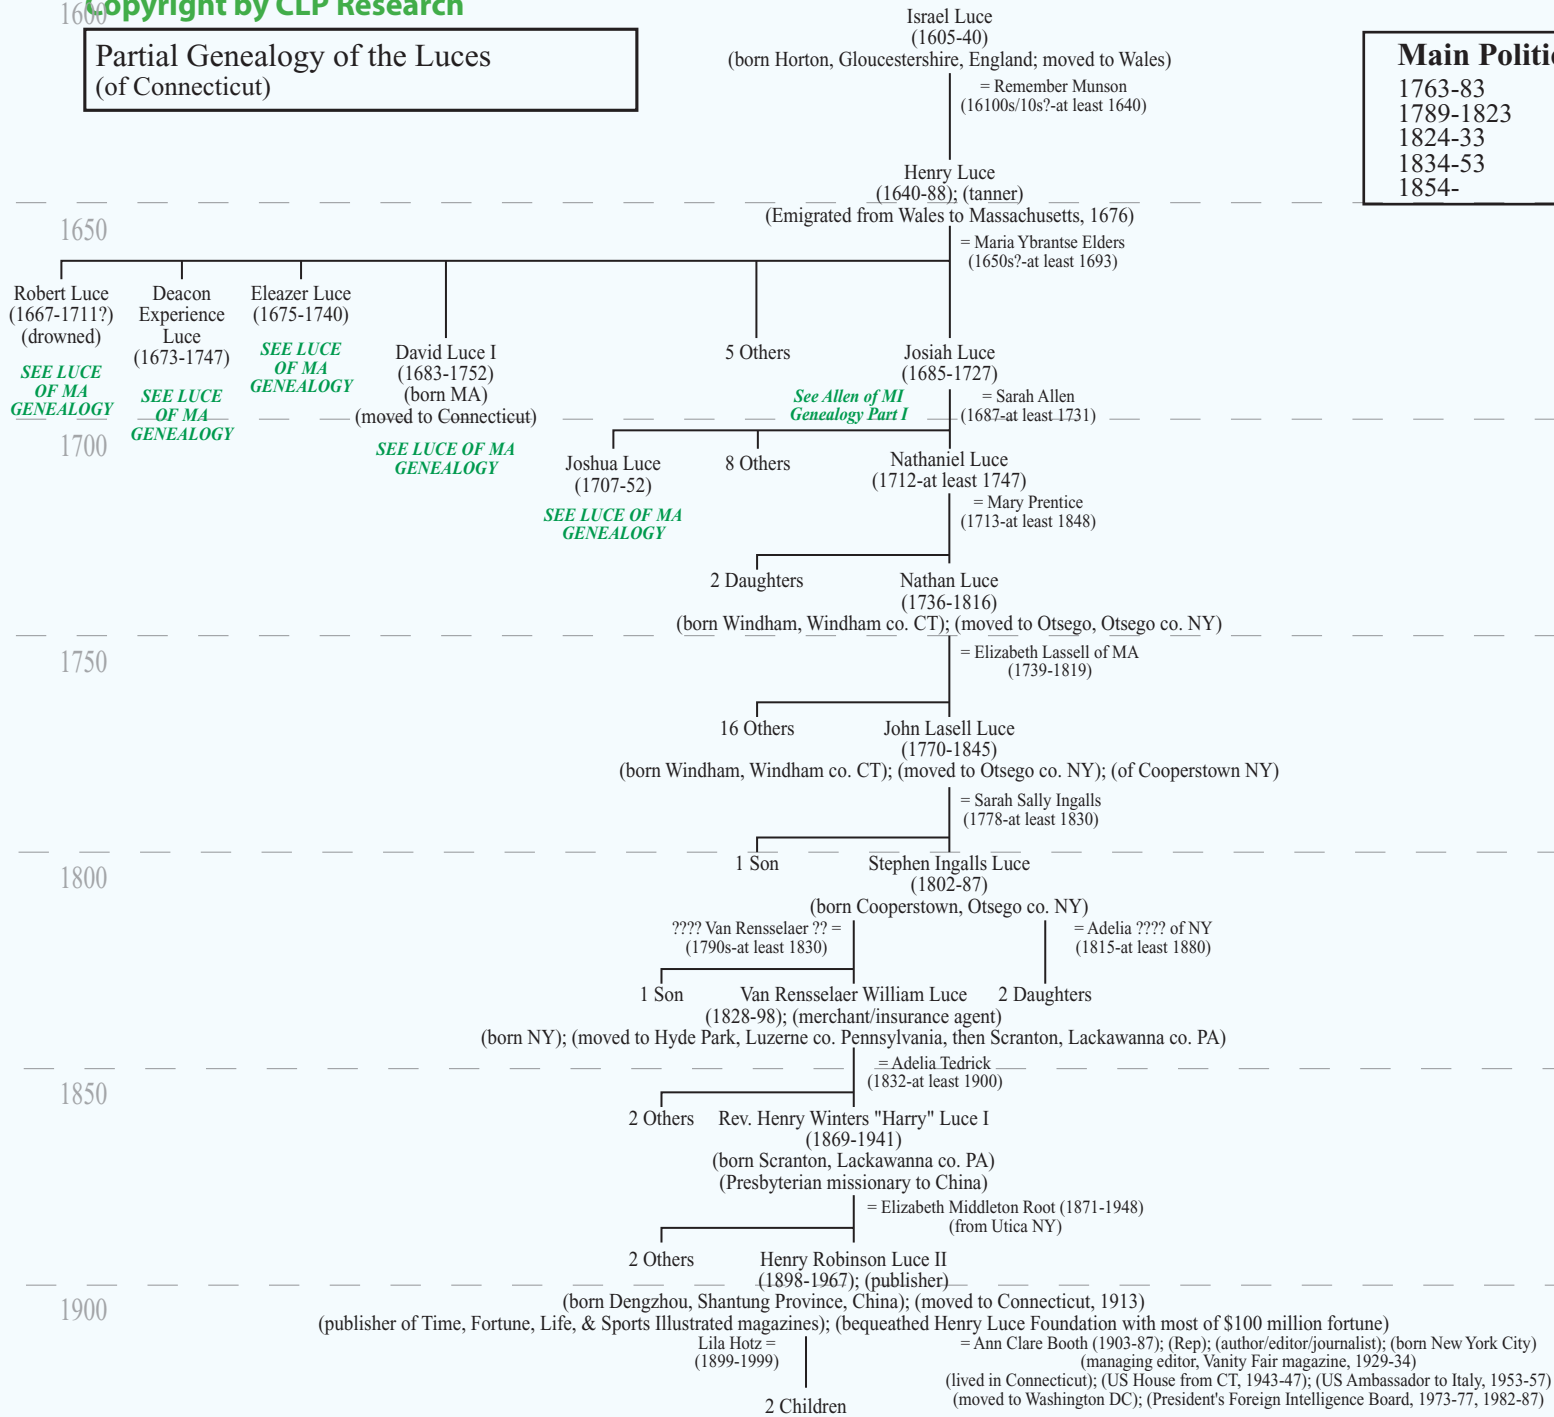 Copyright by CLP Research
1600
Partial Genealogy of the Luces
(of Connecticut)
Israel Luce
(1605-40)
(born Horton, Gloucestershire, England; moved to Wales)
= Remember Munson
(16100s/10s?-at least 1640)
1763-83
1789-1823
1824-33
1834-53
1854-
Main
Henry Luce
(1640-88); (tanner)
(Emigrated from Wales to Massachusetts, 1676)
1650
= Maria Ybrantse Elders
(1650s?-at least 1693)
Robert Luce
(1667-1711?)
(drowned)
SEE LUCE
OF MA
GENEALOGY
Deacon
Experience
Luce
(1673-1747)
SEE LUCE
OF MA
GENEALOGY
Eleazer Luce
(1675-1740)
SEE LUCE
OF MA
GENEALOGY
David Luce I
(1683-1752)
(born MA)
(moved to Connecticut)
SEE LUCE OF MA
GENEALOGY
5 Others
Josiah Luce
(1685-1727)
See Allen of MI
Genealogy Part I
= Sarah Allen
(1687-at least 1731)
1700
Joshua Luce
(1707-52)
SEE LUCE OF MA
GENEALOGY
8 Others
Nathaniel Luce
(1712-at least 1747)
= Mary Prentice
(1713-at least 1848)
2 Daughters
Nathan Luce
(1736-1816)
(born Windham, Windham co. CT); (moved to Otsego, Otsego co. NY)
1750
= Elizabeth Lassell of MA
(1739-1819)
16 Others
John Lasell Luce
(1770-1845)
(born Windham, Windham co. CT); (moved to Otsego co. NY); (of Cooperstown NY)
= Sarah Sally Ingalls
(1778-at least 1830)
1 Son
Stephen Ingalls Luce
(1802-87)
(born Cooperstown, Otsego co. NY)
1800
???? Van Rensselaer ?? =
(1790s-at least 1830)
= Adelia ???? of NY
(1815-at least 1880)
1 Son
Van Rensselaer William Luce
(1828-98); (merchant/insurance agent)
(born NY); (moved to Hyde Park, Luzerne co. Pennsylvania, then Scranton, Lackawanna co. PA)
2 Daughters
1850
= Adelia Tedrick
(1832-at least 1900)
2 Others
Rev. Henry Winters "Harry" Luce I
(1869-1941)
(born Scranton, Lackawanna co. PA)
(Presbyterian missionary to China)
= Elizabeth Middleton Root (1871-1948)
(from Utica NY)
2 Others
Henry Robinson Luce II
(1898-1967); (publisher)
1900
(born Dengzhou, Shantung Province, China); (moved to Connecticut, 1913)
(publisher of Time, Fortune, Life, & Sports Illustrated magazines); (bequeathed Henry Luce Foundation with most of $100 million fortune)
Lila Hotz =
(1899-1999)
= Ann Clare Booth (1903-87); (Rep); (author/editor/journalist); (born New York City)
(managing editor, Vanity Fair magazine, 1929-34)
(lived in Connecticut); (US House from CT, 1943-47); (US Ambassador to Italy, 1953-57)
(moved to Washington DC); (President's Foreign Intelligence Board, 1973-77, 1982-87)
2 Children